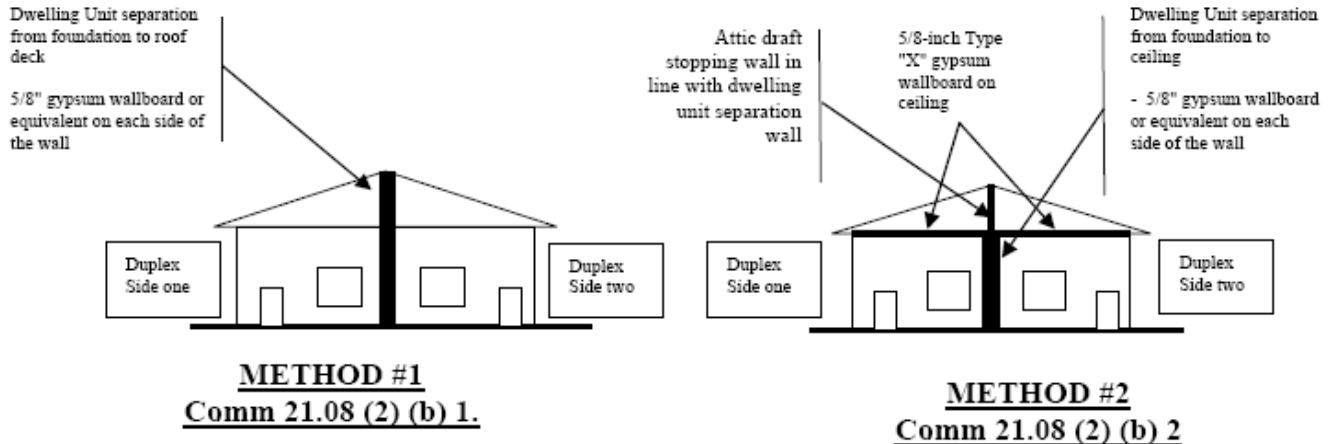 Dwelling Unit separation
from foundation to roof
deck
5/8" gypsum wallboard or
equivalent on each side of
the wall
Duplex
Side one
Duplex
Side two
METHOD #1
Comm 21.08 (2) (b) 1.
Attic draft
stopping wall in
line with dwelling
unit separation
wall
5/8-inch Type
"X" gypsum
wallboard on
ceiling
Dwelling Unit separation
from foundation to
ceiling
- 5/8" gypsum wallboard
or equivalent on each
side of the wall
Duplex
Side one
Duplex
Side two
METHOD #2
Comm 21.08 (2) (b) 2